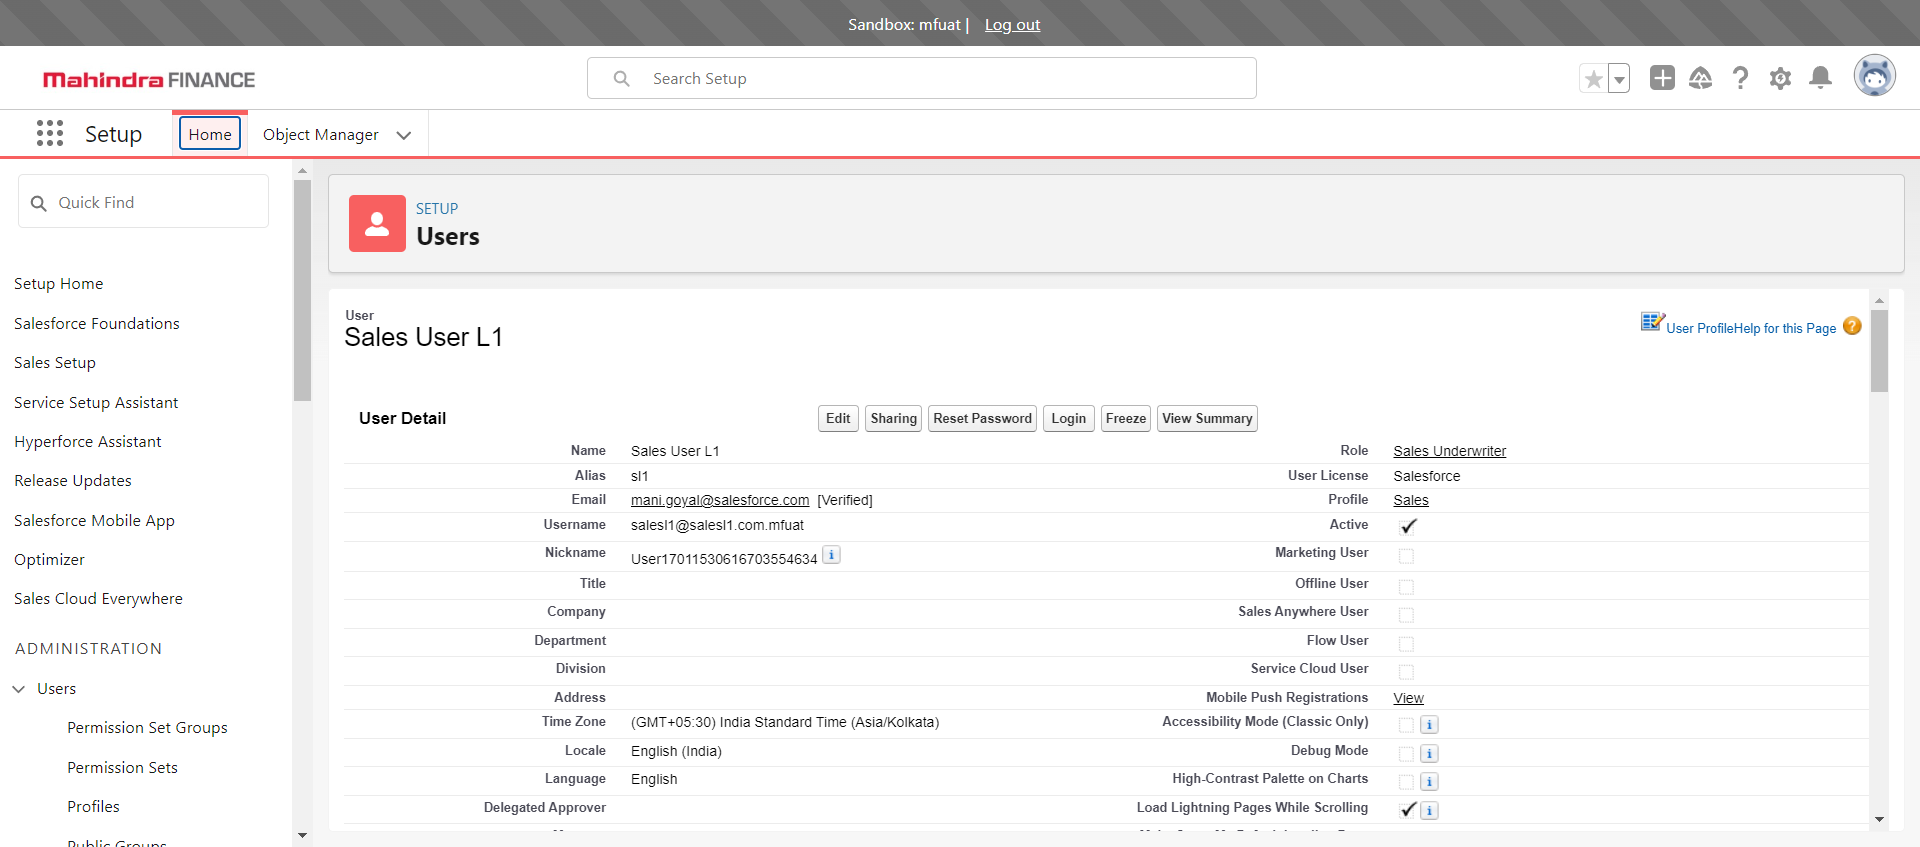 Sandbox: mfuat | Log out
Mahindra FINANCE
Search Setup
Setup
Home
Object Manager
Quick Find
Setup Home
Salesforce Foundations
Sales Setup
Service Setup Assistant
Hyperforce Assistant
Release Updates
Salesforce Mobile App
Optimizer
Sales Cloud Everywhere
ADMINISTRATION
Users
Permission Set Groups
Permission Sets
Profiles
Public Groups
SETUP
Users
User
Sales User L1
User ProfileHelp for this Page ?
User Detail
Edit Sharing Reset Password Login Freeze View Summary
Name Sales User L1 Role Sales Underwriter
Alias sl1 User License Salesforce
Email mani.goyal@salesforce.com [Verified] Profile Sales
Username salesl1@salesl1.com.mfuat Active
Nickname User17011530616703554634 i Marketing User
Title Offline User
Company Sales Anywhere User
Department Flow User
Division Service Cloud User
Address Mobile Push Registrations View
Time Zone (GMT+05:30) India Standard Time (Asia/Kolkata) Accessibility Mode (Classic Only) i
Locale English (India) Debug Mode i
Language English High-Contrast Palette on Charts i
Delegated Approver Load Lightning Pages While Scrolling i